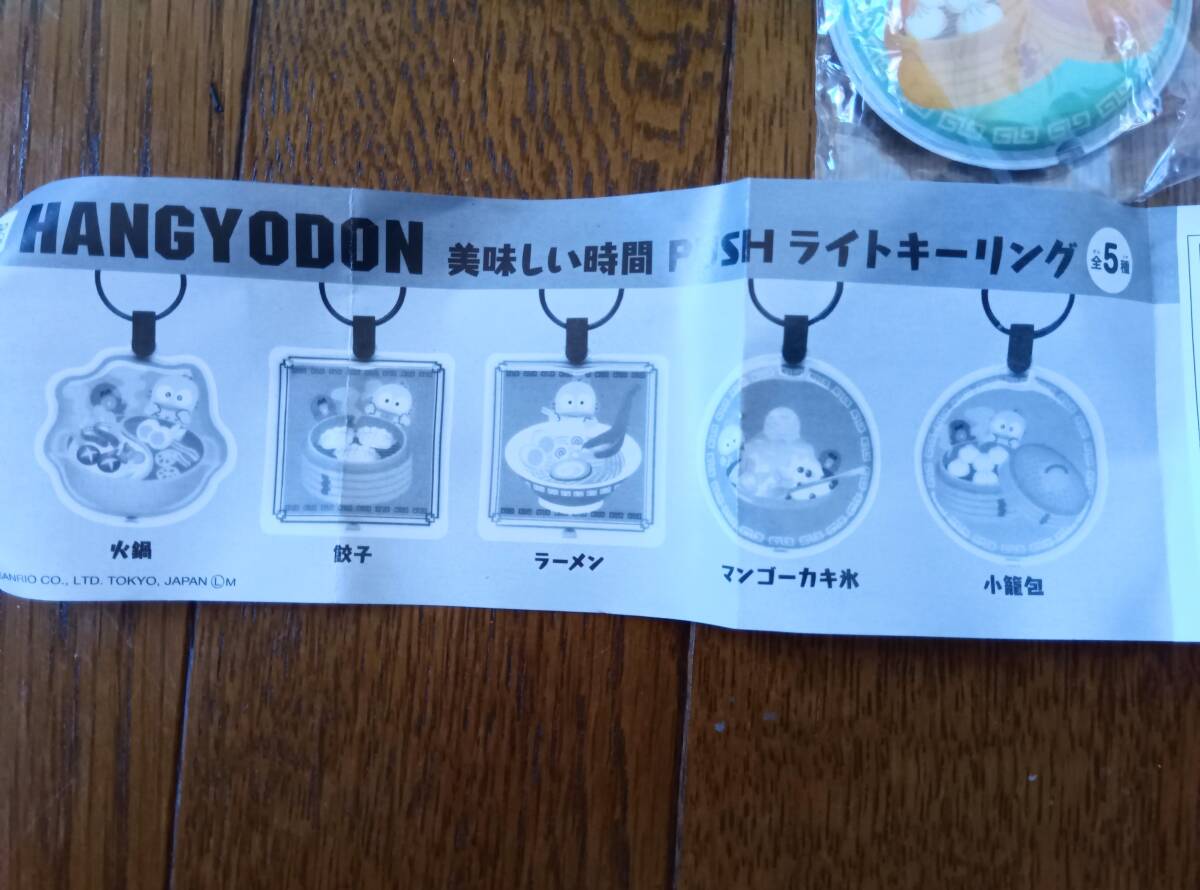 HANGYODON 美味しい時間 PUSH ライトキーリング 全5種
火鍋
餃子
ラーメン
マンゴーカキ氷
小籠包
SANRIO CO., LTD. TOKYO, JAPAN Ⓛ M